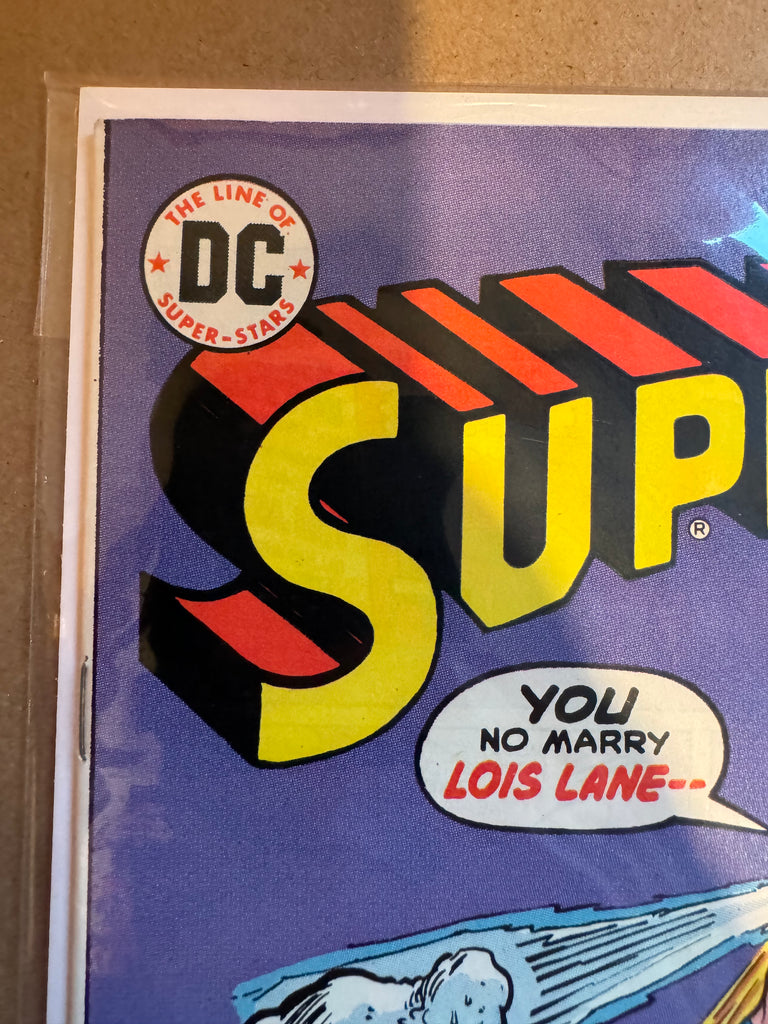 THE LINE OF
DC
SUPER-STARS
SUP
®
YOU
NO MARRY
LOIS LANE--